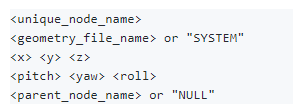 <unique_node_name>
<geometry_file_name> or "SYSTEM"
<x> <y> <z>
<pitch> <yaw> <roll>
<parent_node_name> or "NULL"